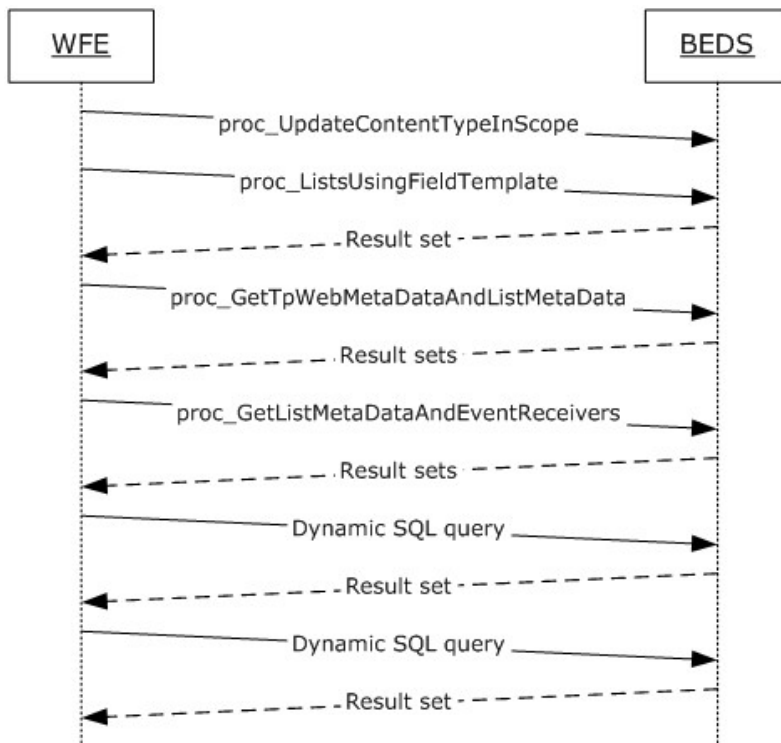 WFE
BEDS
proc_UpdateContentTypeInScope
proc_ListsUsingFieldTemplate
Result set
proc_GetTpWebMetaDataAndListMetaData
Result sets
proc_GetListMetaDataAndEventReceivers
Result sets
Dynamic SQL query
Result set
Dynamic SQL query
Result set